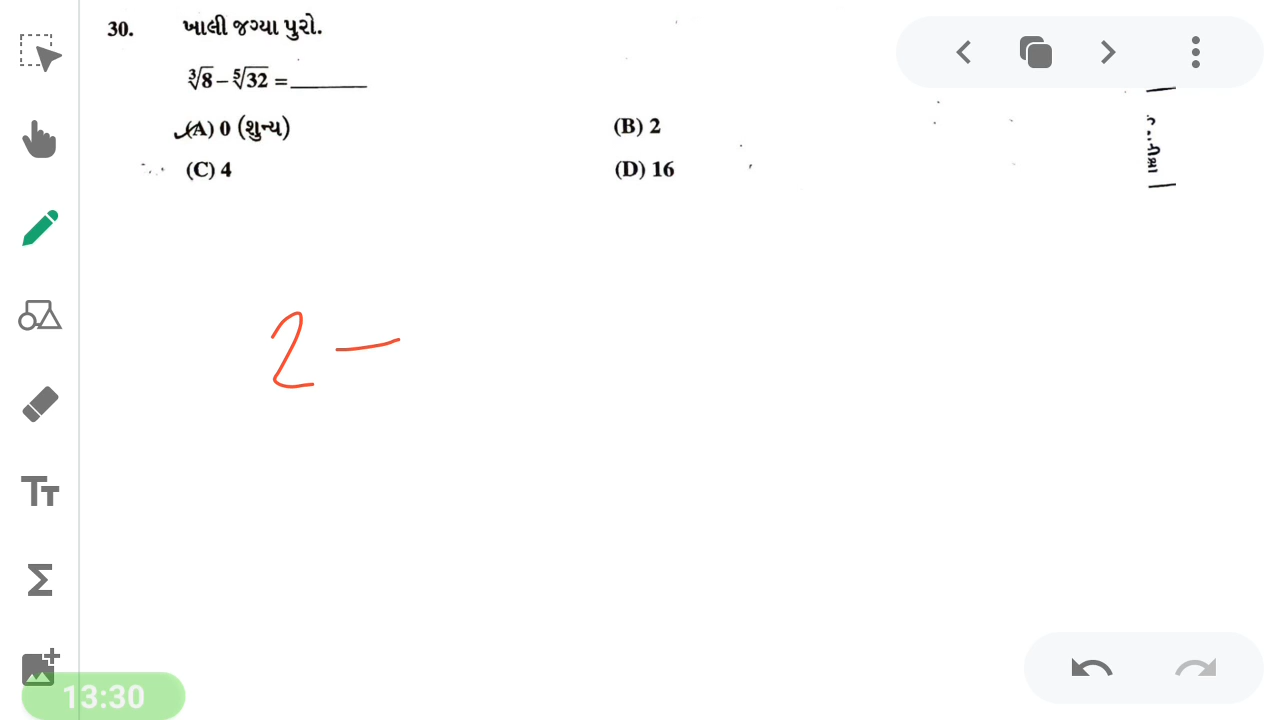 30. ખાલી જગ્યા પુરો.
∛8 – ⁵√32 = ______
(A) 0 (શુન્ય) (B) 2
(C) 4 (D) 16
2 —
13:30